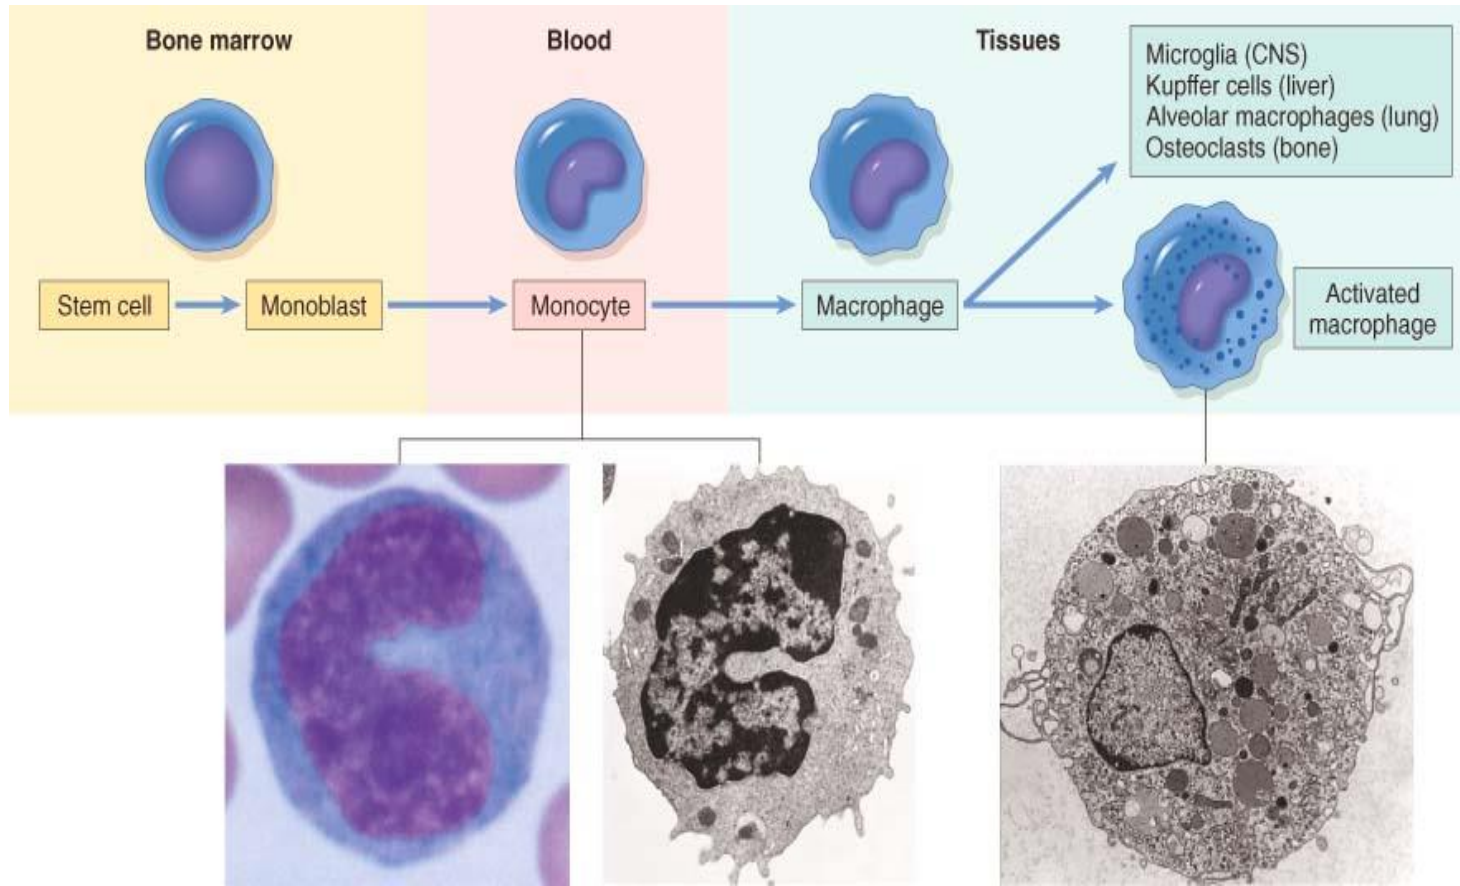 Bone marrow
Blood
Tissues
Microglia (CNS)
Kupffer cells (liver)
Alveolar macrophages (lung)
Osteoclasts (bone)
Stem cell
Monoblast
Monocyte
Macrophage
Activated
macrophage